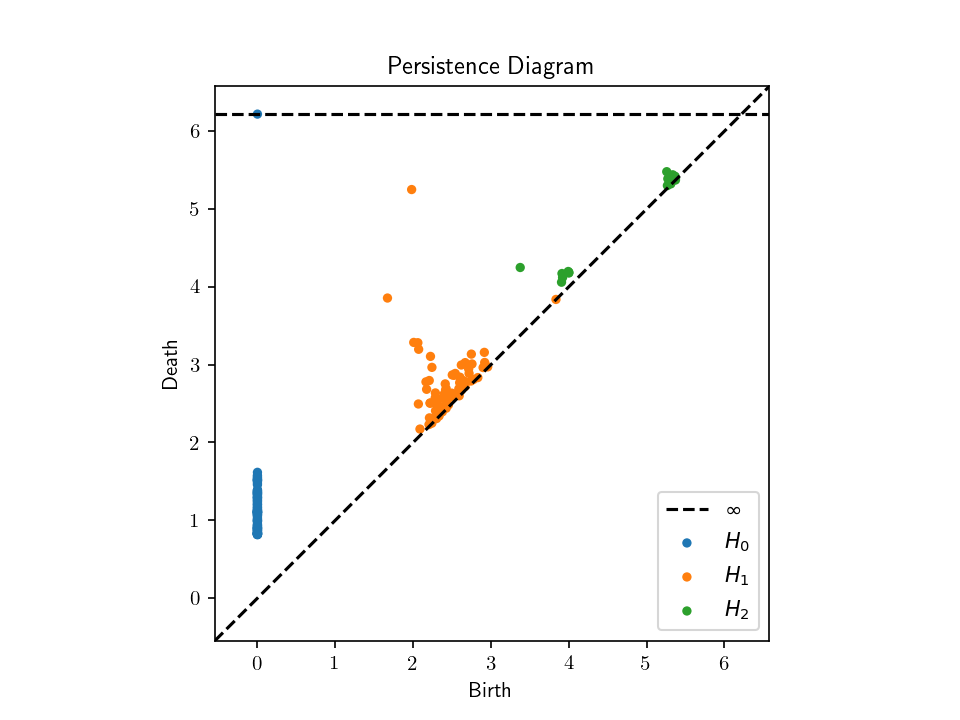 Persistence Diagram
Death
6
5
4
3
2
1
0
0 1 2 3 4 5 6
Birth
∞
H₀
H₁
H₂